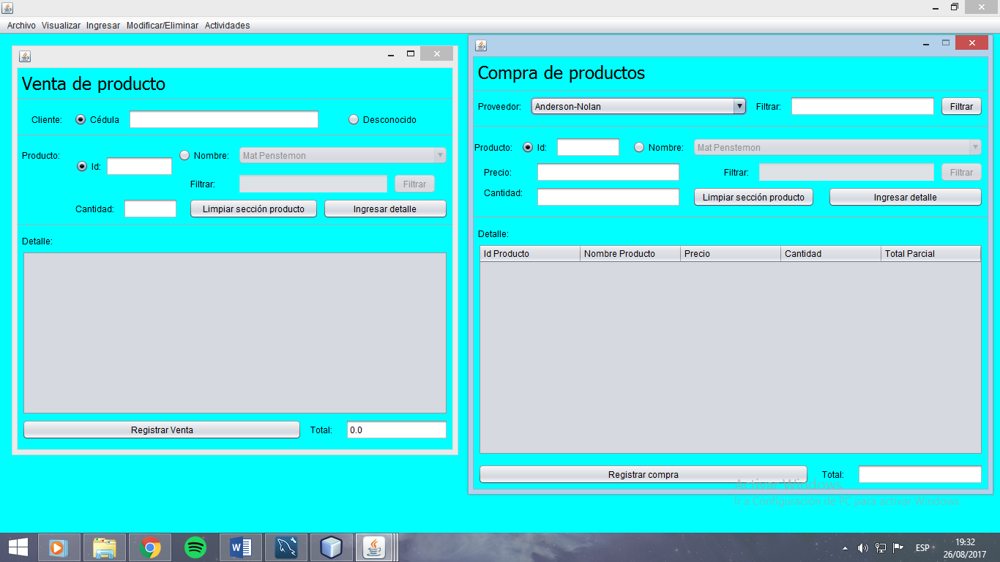 Archivo Visualizar Ingresar Modificar/Eliminar Actividades
Venta de producto
Cliente: Cédula Desconocido
Producto: Id: Nombre: Mat Penstemon
Filtrar: Filtrar
Cantidad: Limpiar sección producto Ingresar detalle
Detalle:
Registrar Venta Total: 0.0
Compra de productos
Proveedor: Anderson-Nolan Filtrar: Filtrar
Producto: Id: Nombre: Mat Penstemon
Precio: Filtrar: Filtrar
Cantidad: Limpiar sección producto Ingresar detalle
Detalle:
Id Producto Nombre Producto Precio Cantidad Total Parcial
Registrar compra Total:
Activar Windows
Ir a Configuración de PC para activar Windows.
ESP 19:32
26/08/2017